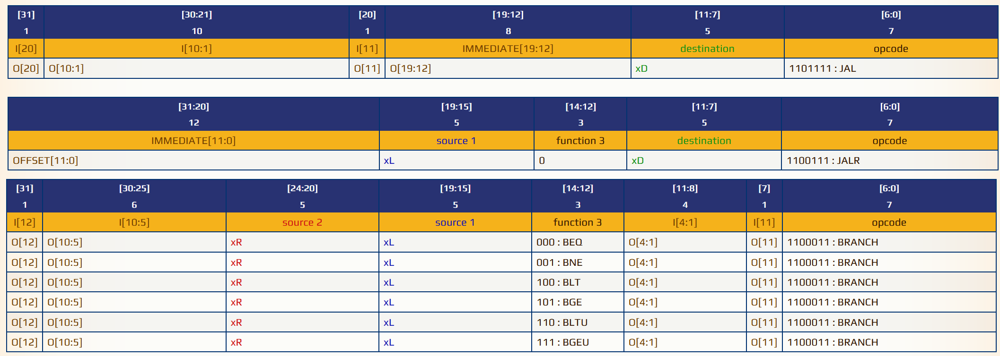 [31] [30:21] [20] [19:12] [11:7] [6:0]
1 10 1 8 5 7
I[20] I[10:1] I[11] IMMEDIATE[19:12] destination opcode
O[20] O[10:1] O[11] O[19:12] xD 1101111 : JAL
[31:20] [19:15] [14:12] [11:7] [6:0]
12 5 3 5 7
IMMEDIATE[11:0] source 1 function 3 destination opcode
OFFSET[11:0] xL 0 xD 1100111 : JALR
[31] [30:25] [24:20] [19:15] [14:12] [11:8] [7] [6:0]
1 6 5 5 3 4 1 7
I[12] I[10:5] source 2 source 1 function 3 I[4:1] I[11] opcode
O[12] O[10:5] xR xL 000 : BEQ O[4:1] O[11] 1100011 : BRANCH
O[12] O[10:5] xR xL 001 : BNE O[4:1] O[11] 1100011 : BRANCH
O[12] O[10:5] xR xL 100 : BLT O[4:1] O[11] 1100011 : BRANCH
O[12] O[10:5] xR xL 101 : BGE O[4:1] O[11] 1100011 : BRANCH
O[12] O[10:5] xR xL 110 : BLTU O[4:1] O[11] 1100011 : BRANCH
O[12] O[10:5] xR xL 111 : BGEU O[4:1] O[11] 1100011 : BRANCH